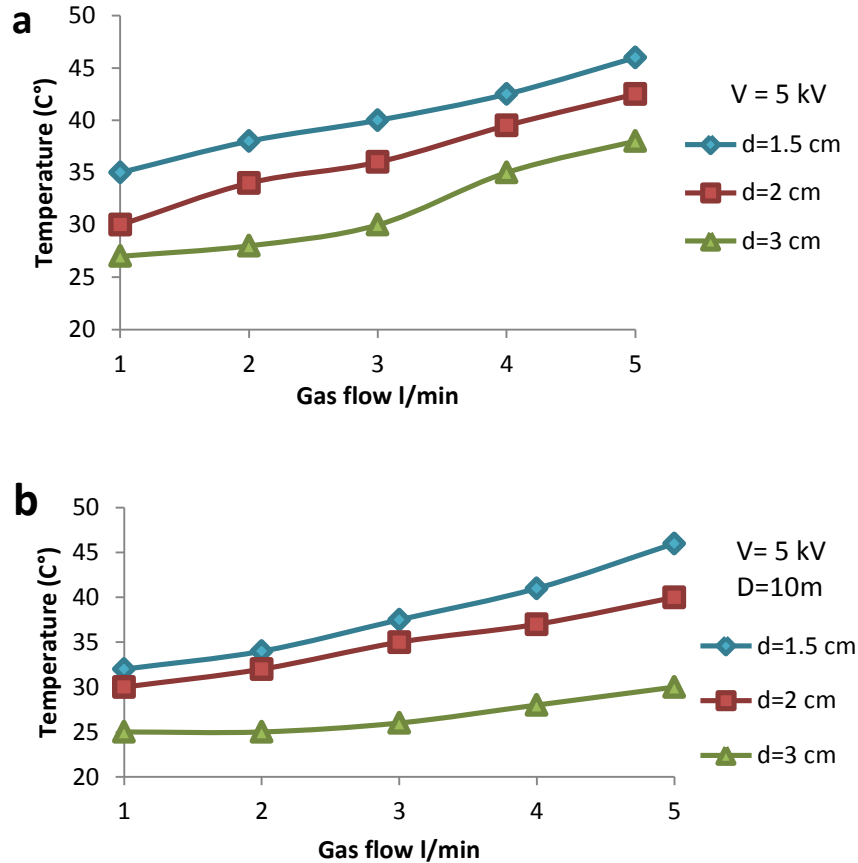 a
50
45
40
35
30
25
20
Temperature (C°)
1 2 3 4 5
Gas flow l/min
V = 5 kV
d=1.5 cm
d=2 cm
d=3 cm
b
50
45
40
35
30
25
20
Temperature (C°)
1 2 3 4 5
Gas flow l/min
V= 5 kV
D=10m
d=1.5 cm
d=2 cm
d=3 cm